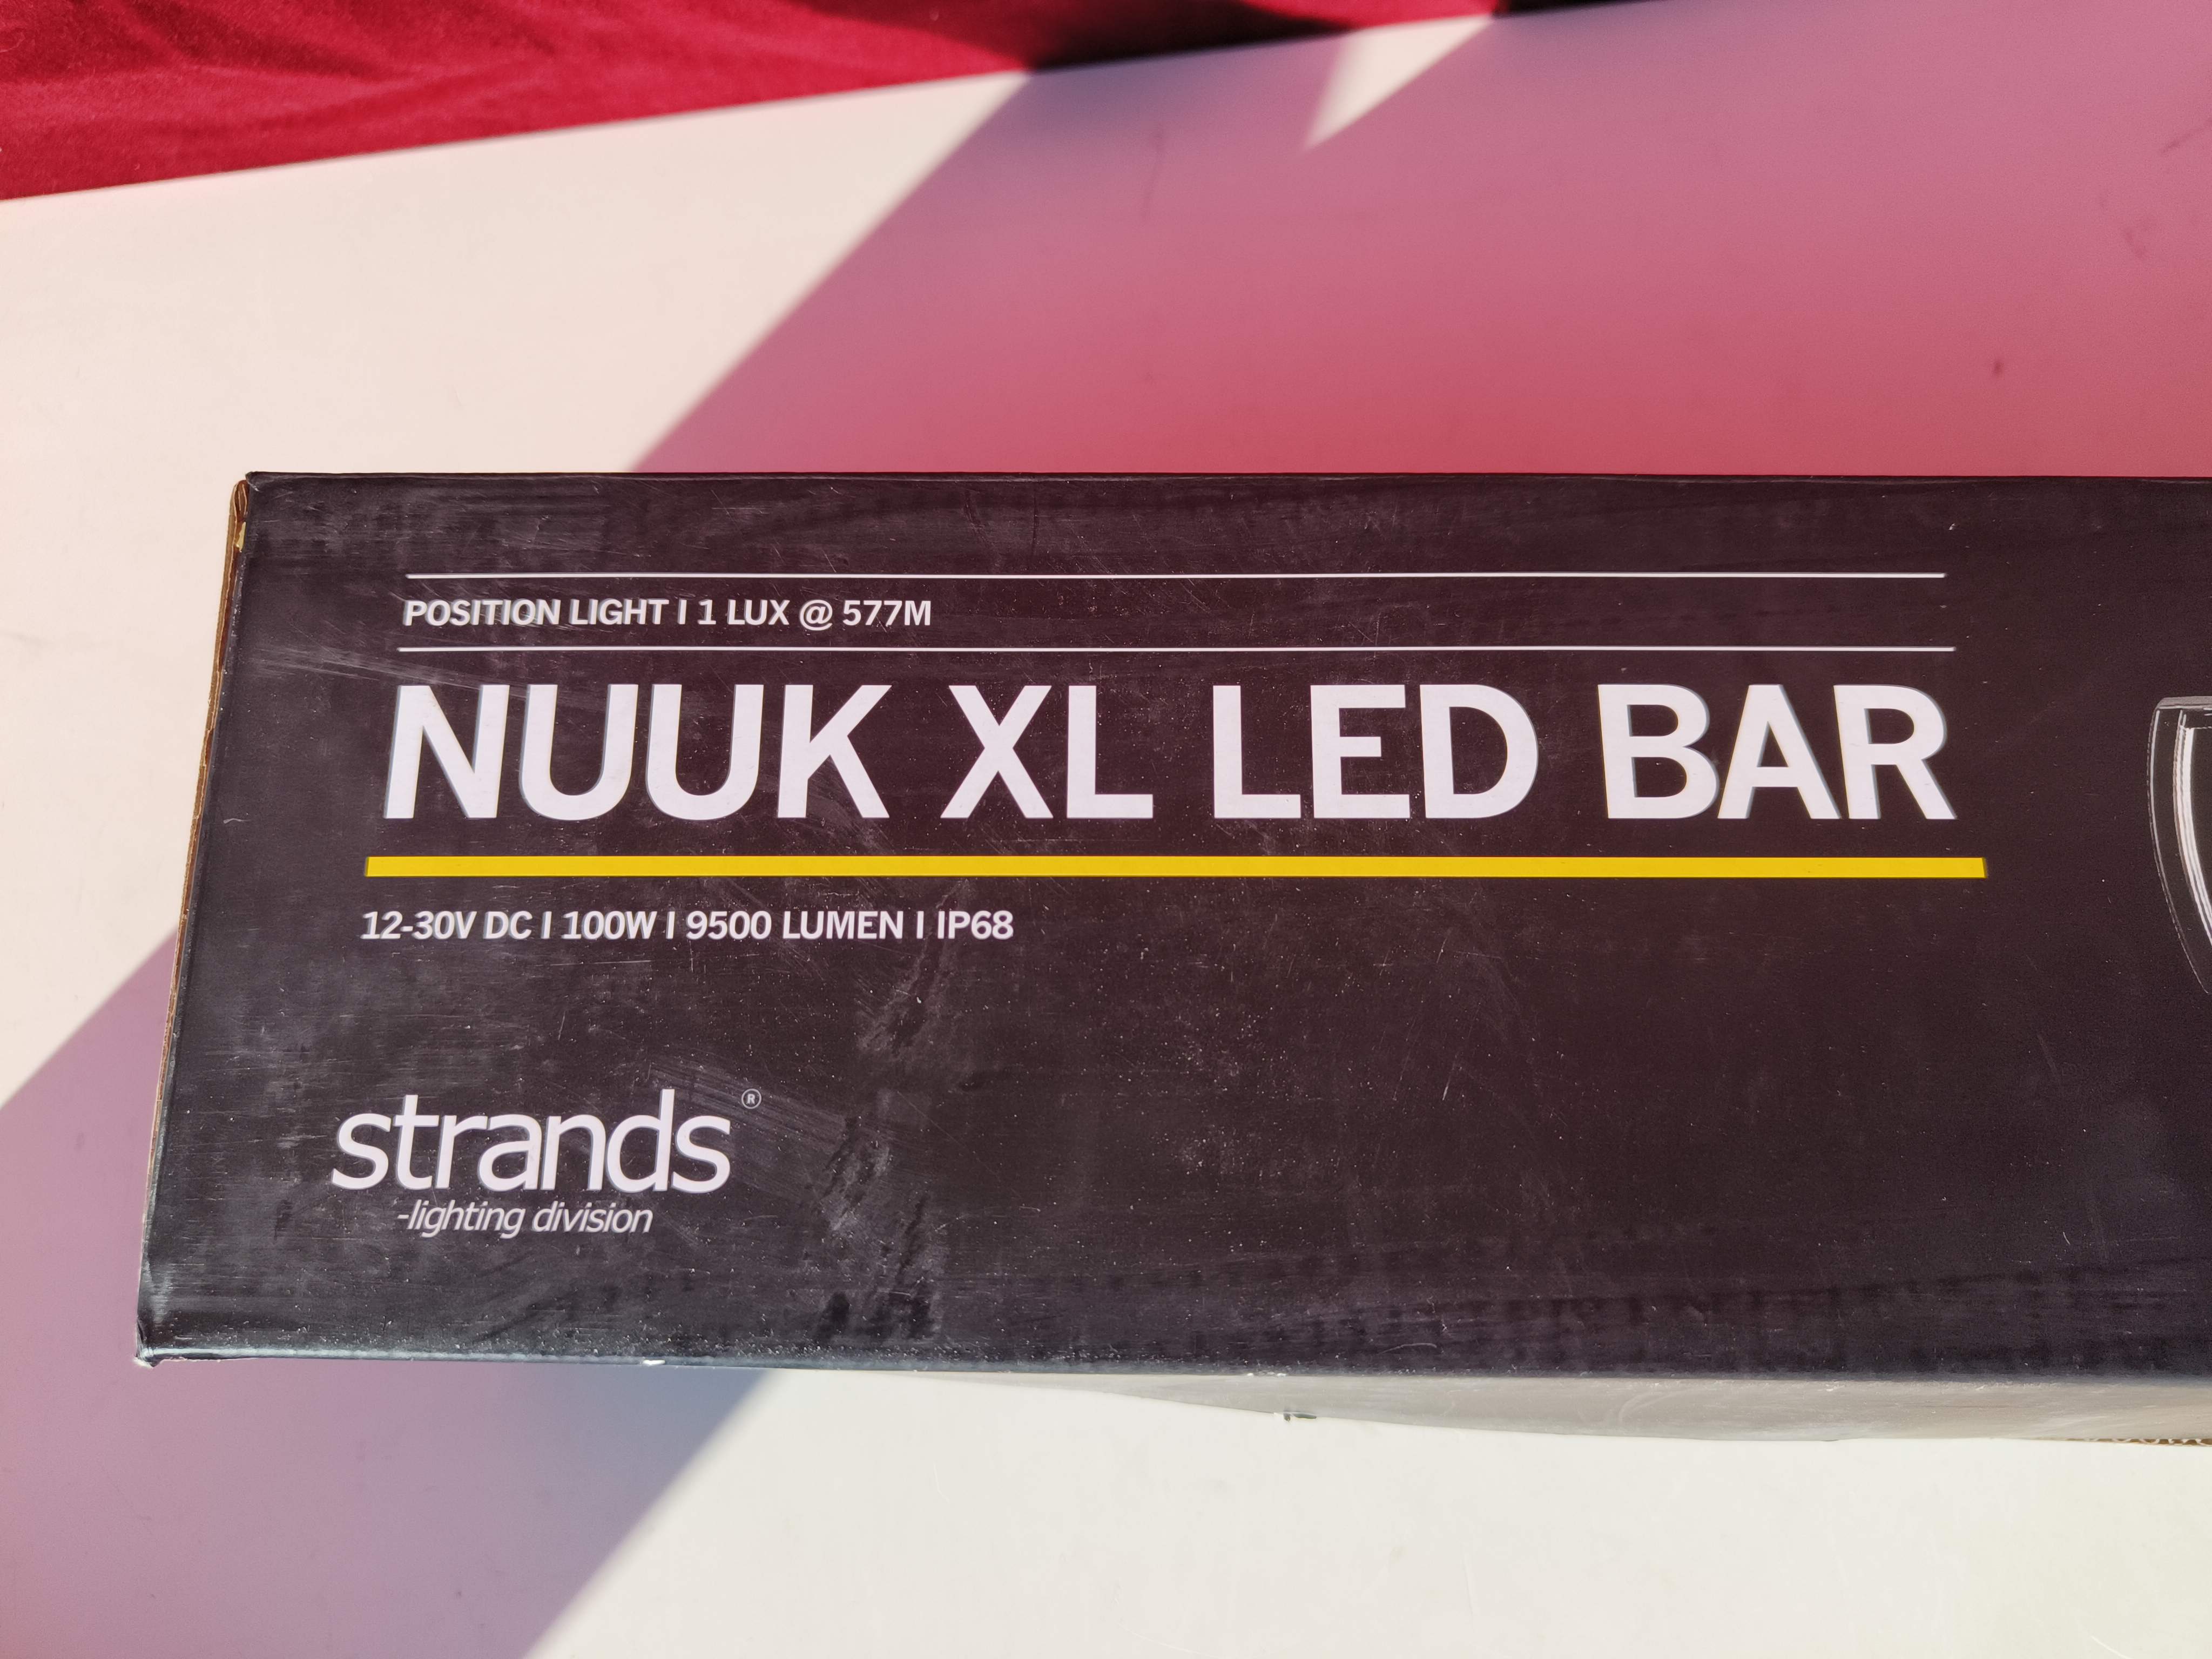 POSITION LIGHT I 1 LUX @ 577M
NUUK XL LED BAR
12-30V DC I 100W I 9500 LUMEN I IP68
strands®
-lighting division